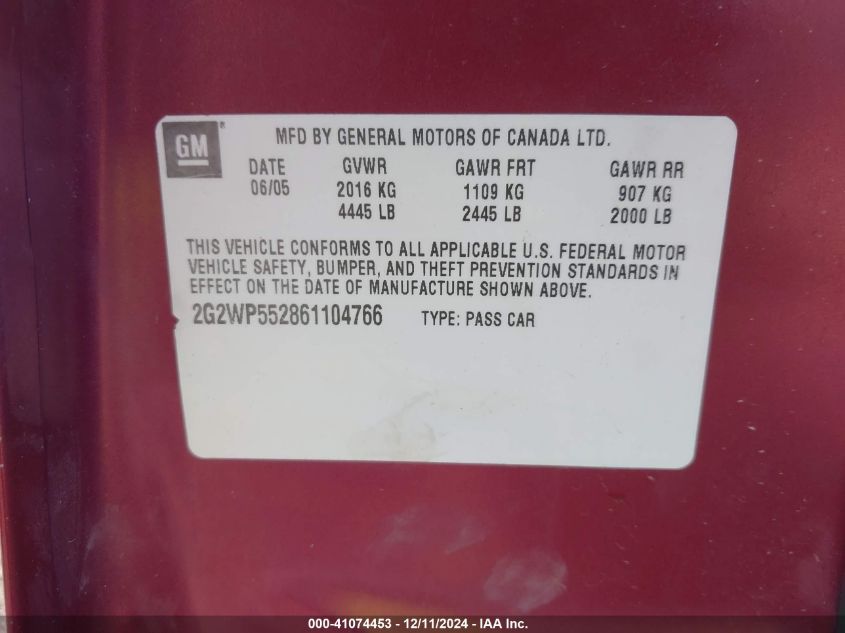 GM® MFD BY GENERAL MOTORS OF CANADA LTD.
DATE GVWR GAWR FRT GAWR RR
06/05 2016 KG 1109 KG 907 KG
4445 LB 2445 LB 2000 LB
THIS VEHICLE CONFORMS TO ALL APPLICABLE U.S. FEDERAL MOTOR
VEHICLE SAFETY, BUMPER, AND THEFT PREVENTION STANDARDS IN
EFFECT ON THE DATE OF MANUFACTURE SHOWN ABOVE.
2G2WP552861104766 TYPE: PASS CAR
000-41074453 - 12/11/2024 - IAA Inc.